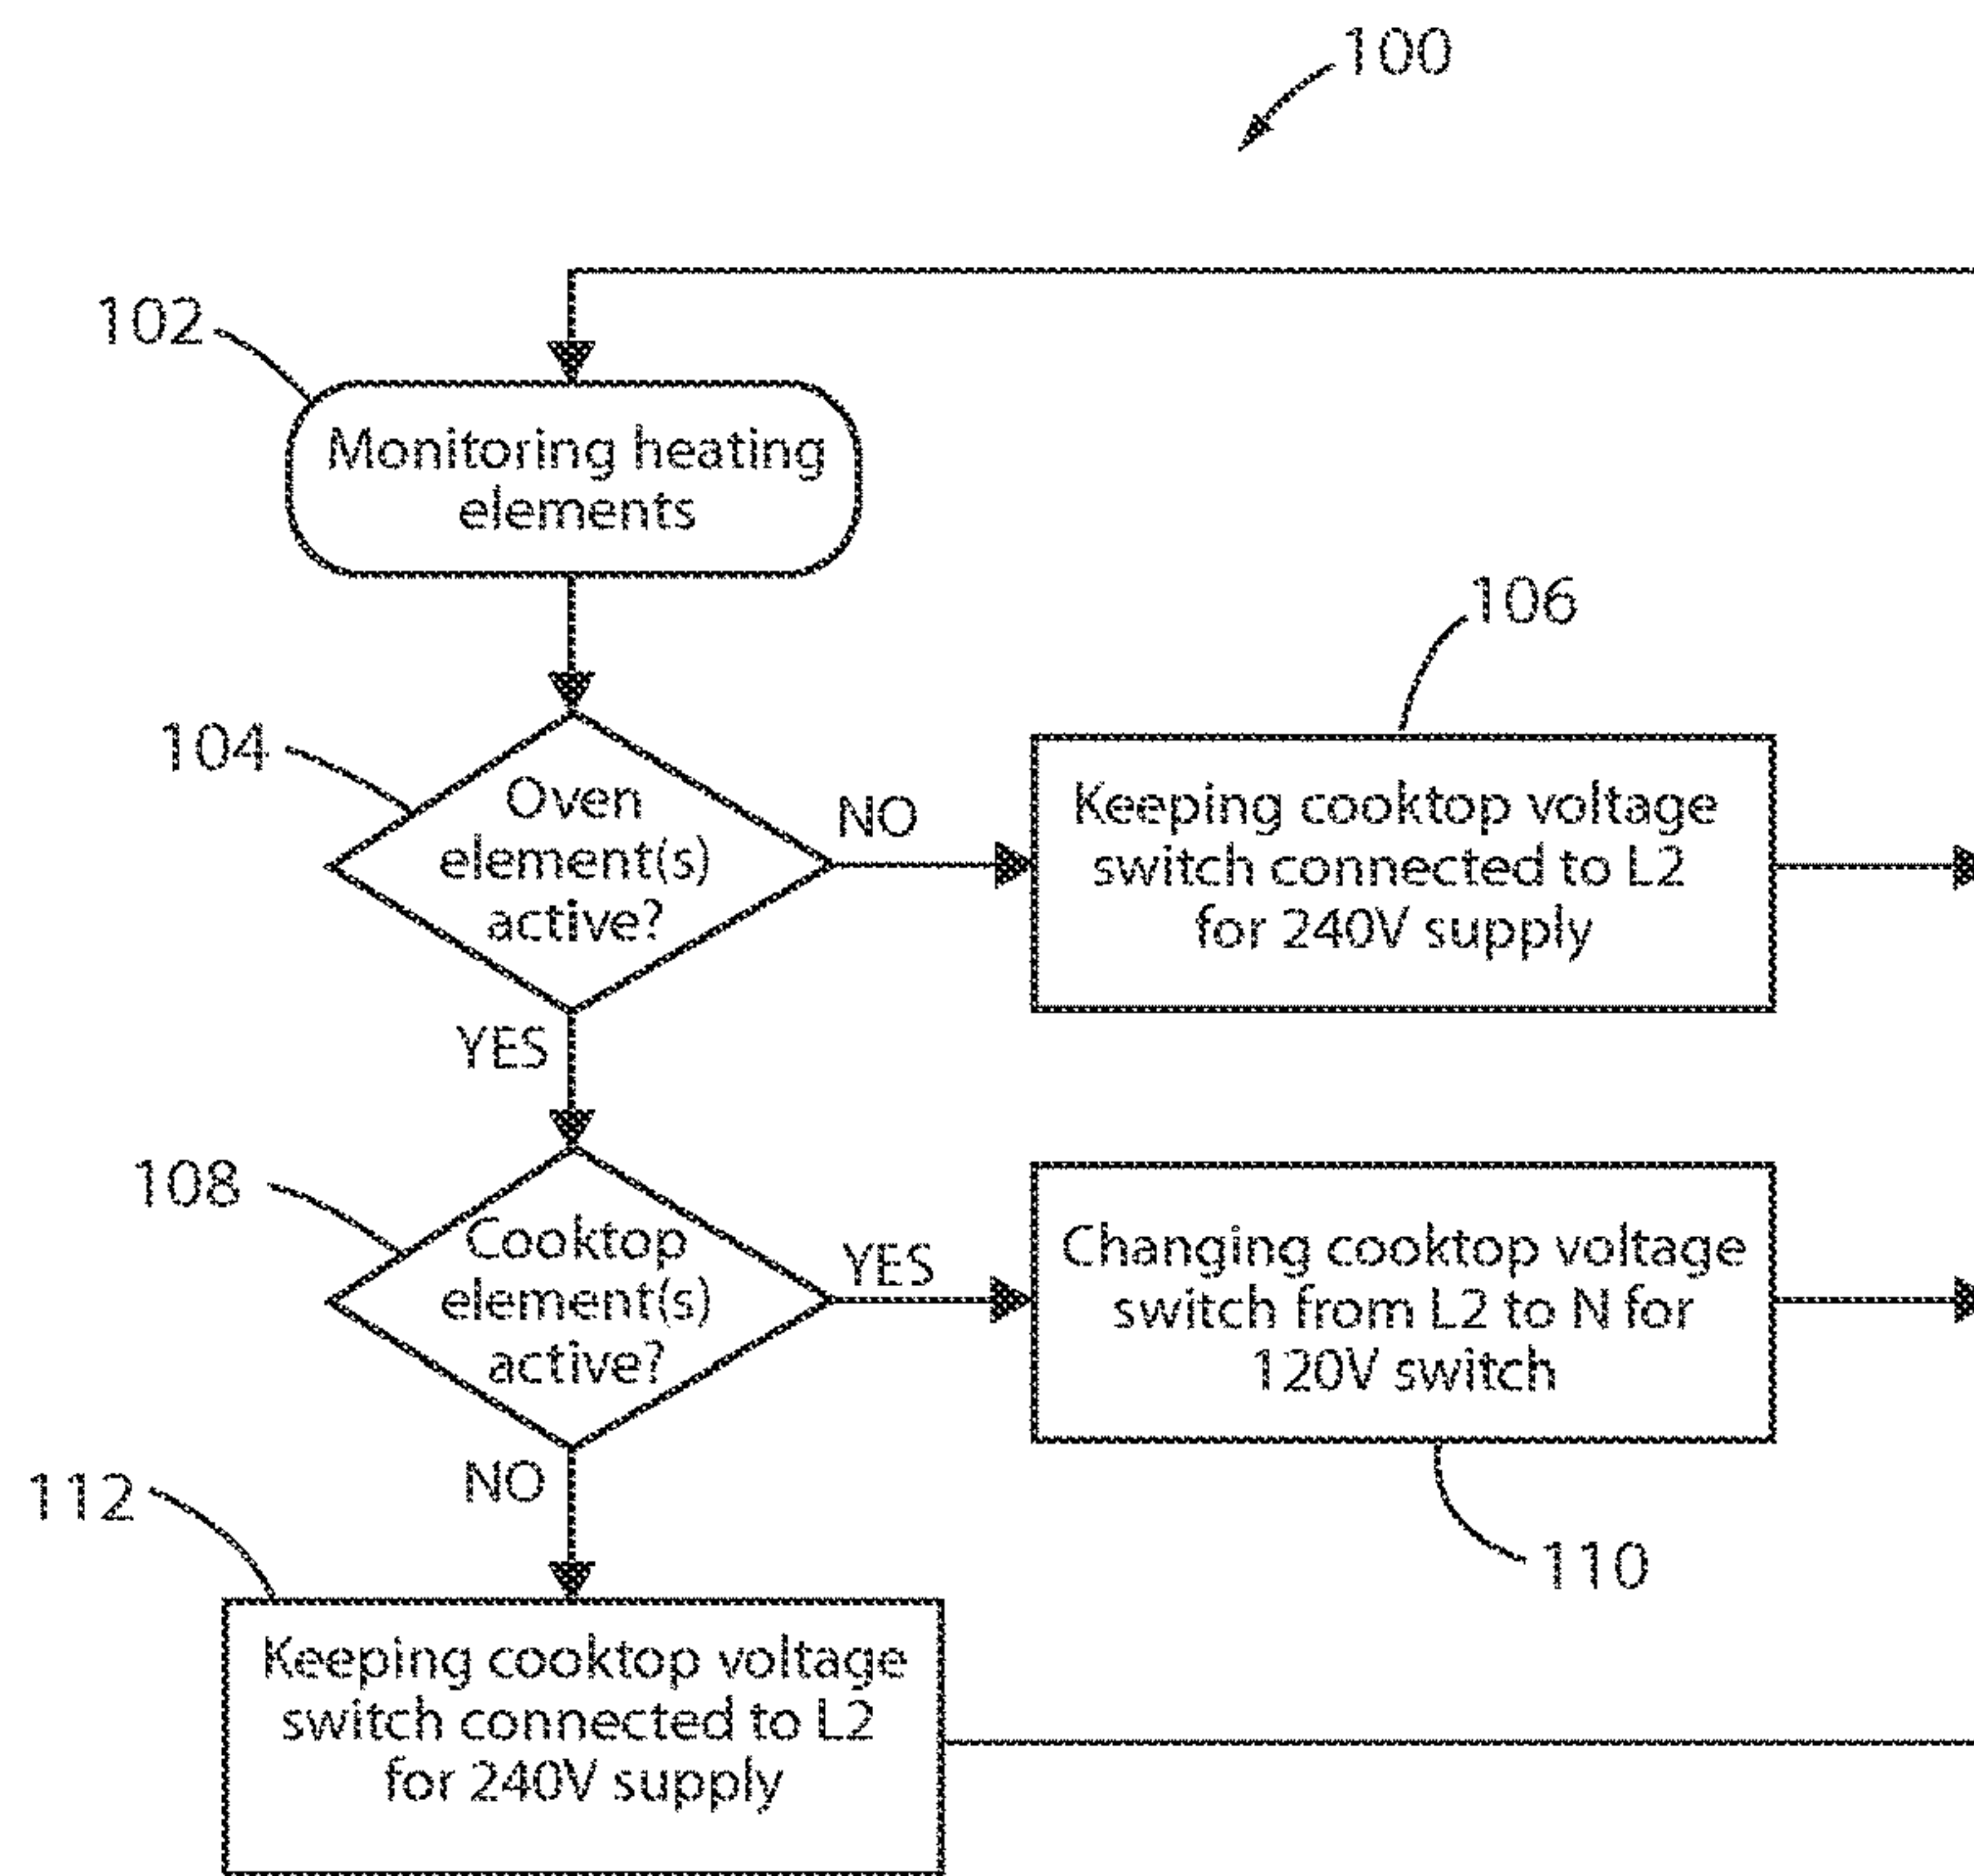 100
102
Monitoring heating
elements
106
104
Oven
element(s)
active?
NO
Keeping cooktop voltage
switch connected to L2
for 240V supply
YES
108
Cooktop
element(s)
active?
YES
Changing cooktop voltage
switch from L2 to N for
120V switch
NO
112
110
Keeping cooktop voltage
switch connected to L2
for 240V supply